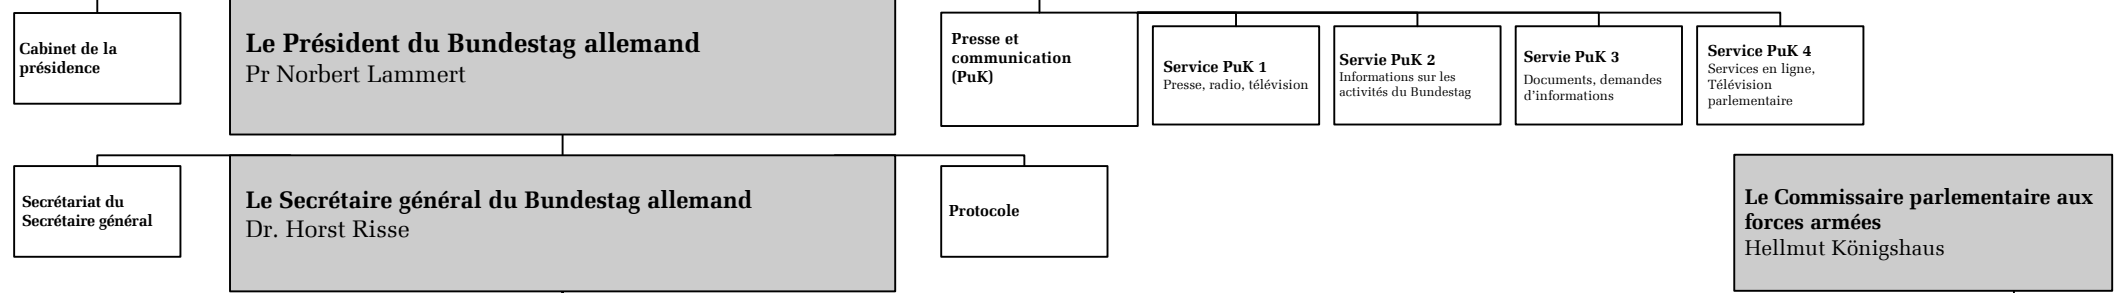 Cabinet de la
présidence
Le Président du Bundestag allemand
Pr Norbert Lammert
Presse et
communication
(PuK)
Service PuK 1
Presse, radio, télévision
Servie PuK 2
Informations sur les
activités du Bundestag
Servie PuK 3
Documents, demandes
d’informations
Service PuK 4
Services en ligne,
Télévision
parlementaire
Secrétariat du
Secrétaire général
Le Secrétaire général du Bundestag allemand
Dr. Horst Risse
Protocole
Le Commissaire parlementaire aux
forces armées
Hellmut Königshaus